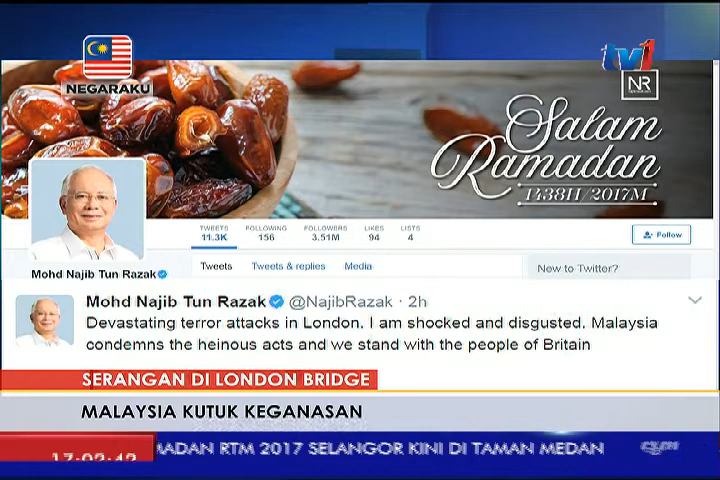 NEGARAKU
tv1
NR
Salam
Ramadan
1438H/2017M
TWEETS FOLLOWING FOLLOWERS LIKES LISTS
11.3K 156 3.51M 94 4
Follow
Mohd Najib Tun Razak
Tweets Tweets & replies Media
New to Twitter?
Mohd Najib Tun Razak @NajibRazak · 2h
Devastating terror attacks in London. I am shocked and disgusted. Malaysia
condemns the heinous acts and we stand with the people of Britain
SERANGAN DI LONDON BRIDGE
MALAYSIA KUTUK KEGANASAN
17:02:42
MADAN RTM 2017 SELANGOR KINI DI TAMAN MEDAN